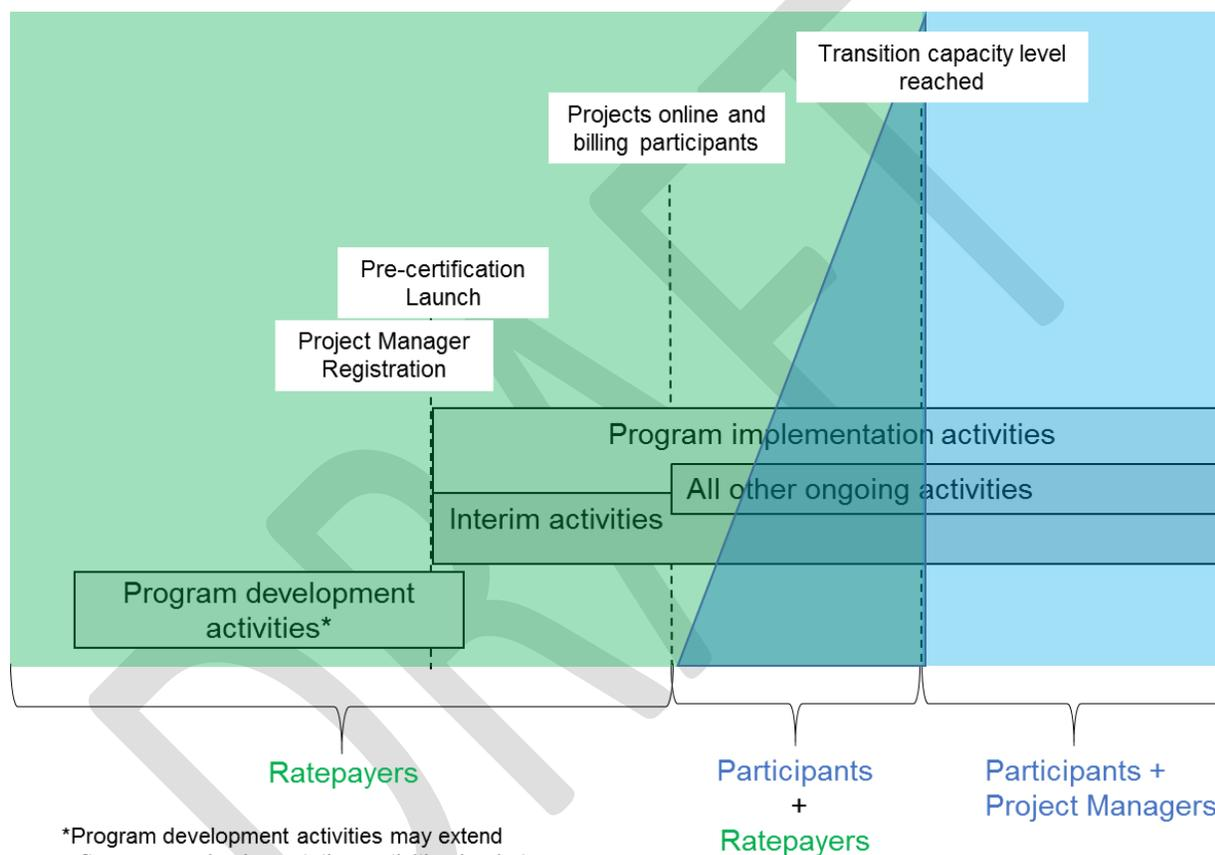 Transition capacity level
reached
Projects online and
billing participants
Pre-certification
Launch
Project Manager
Registration
Program implementation activities
All other ongoing activities
Interim activities
Program development
activities*
Ratepayers
Participants
+
Ratepayers
Participants +
Project Managers
*Program development activities may extend
DRAFT